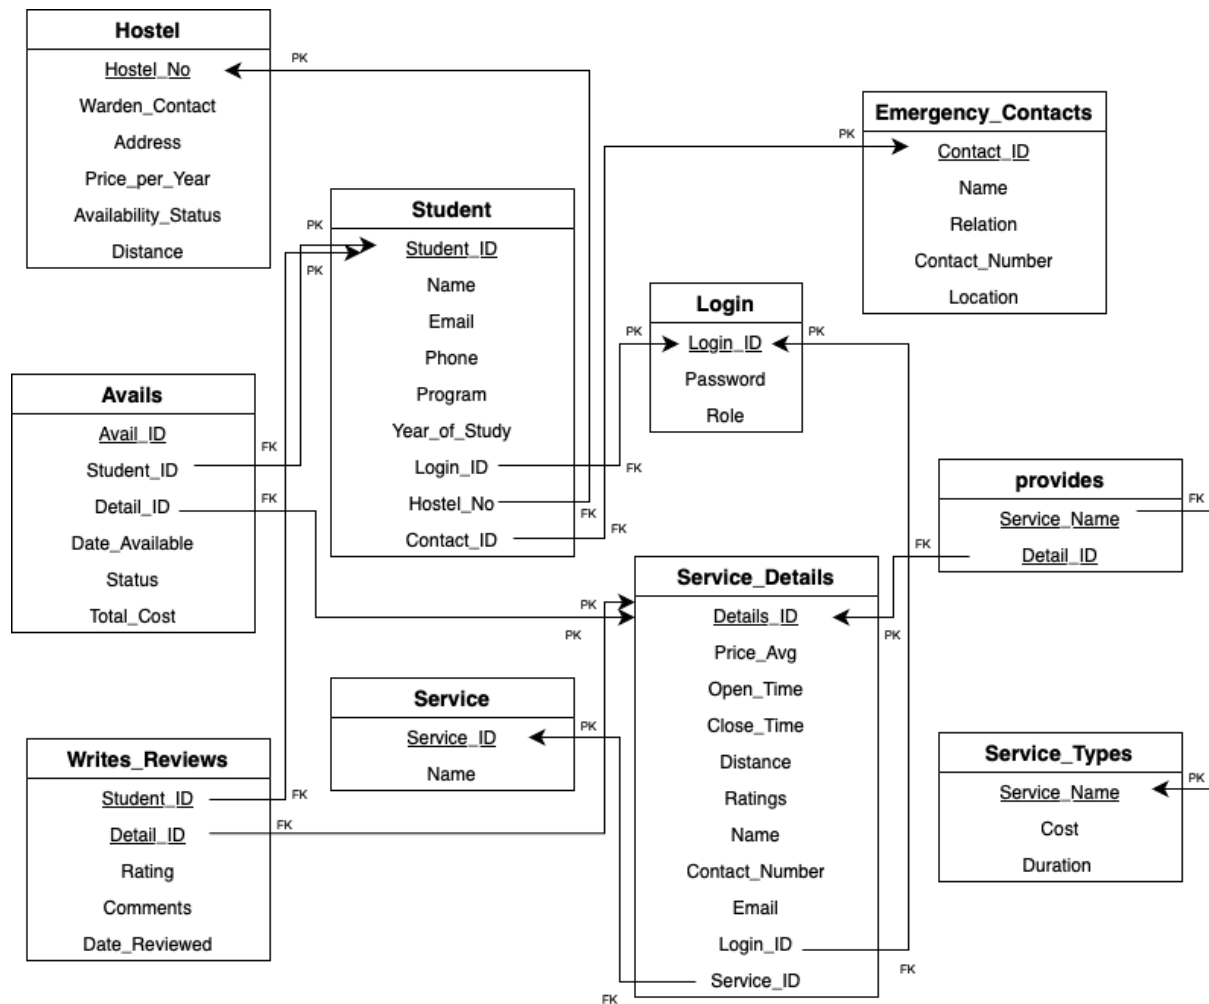 Hostel
Hostel_No
Warden_Contact
Address
Price_per_Year
Availability_Status
Distance
PK
Emergency_Contacts
Contact_ID
Name
Relation
Contact_Number
Location
PK
Student
Student_ID
Name
Email
Phone
Program
Year_of_Study
Login_ID
Hostel_No
Contact_ID
PK
PK
FK
FK
FK
Login
Login_ID
Password
Role
PK
PK
Avails
Avail_ID
Student_ID
Detail_ID
Date_Available
Status
Total_Cost
FK
FK
provides
Service_Name
Detail_ID
FK
FK
Service_Details
Details_ID
Price_Avg
Open_Time
Close_Time
Distance
Ratings
Name
Contact_Number
Email
Login_ID
Service_ID
PK
PK
PK
FK
FK
Service
Service_ID
Name
PK
Writes_Reviews
Student_ID
Detail_ID
Rating
Comments
Date_Reviewed
FK
FK
Service_Types
Service_Name
Cost
Duration
PK